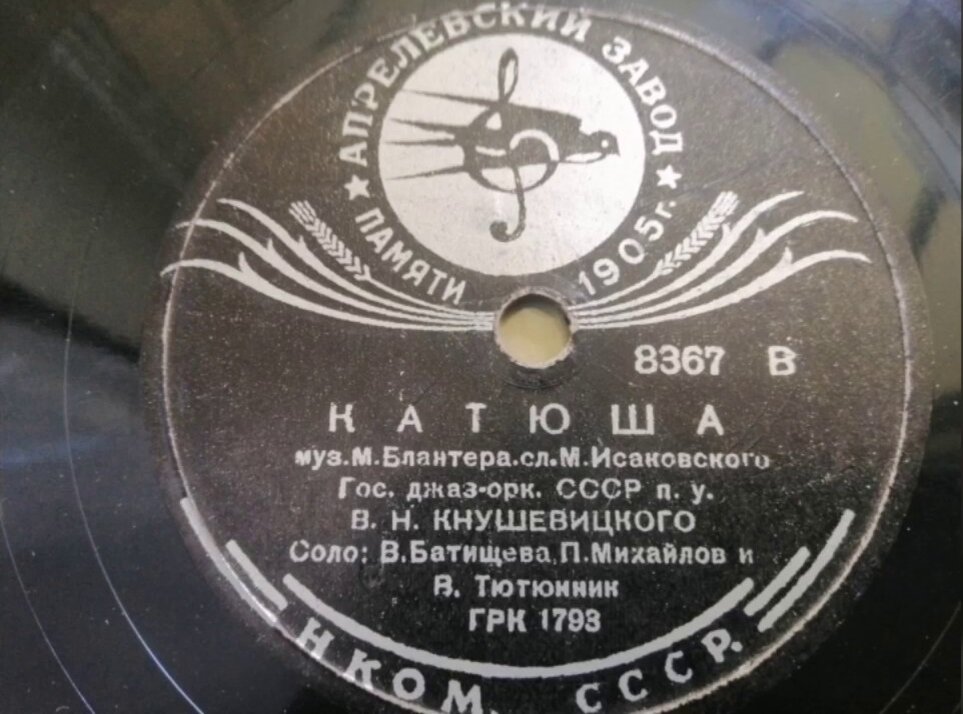 АПРЕЛЕВСКИЙ ЗАВОД
ПАМЯТИ 1905 г.
8367 В
КАТЮША
муз.М.Блантера.сл.М.Исаковского
Гос. джаз-орк. СССР п. у.
В. Н. КНУШЕВИЦКОГО
Соло: В.Батищева, П.Михайлов и
В. Тютюнник
ГРК 1793
НКОМ. СССР.